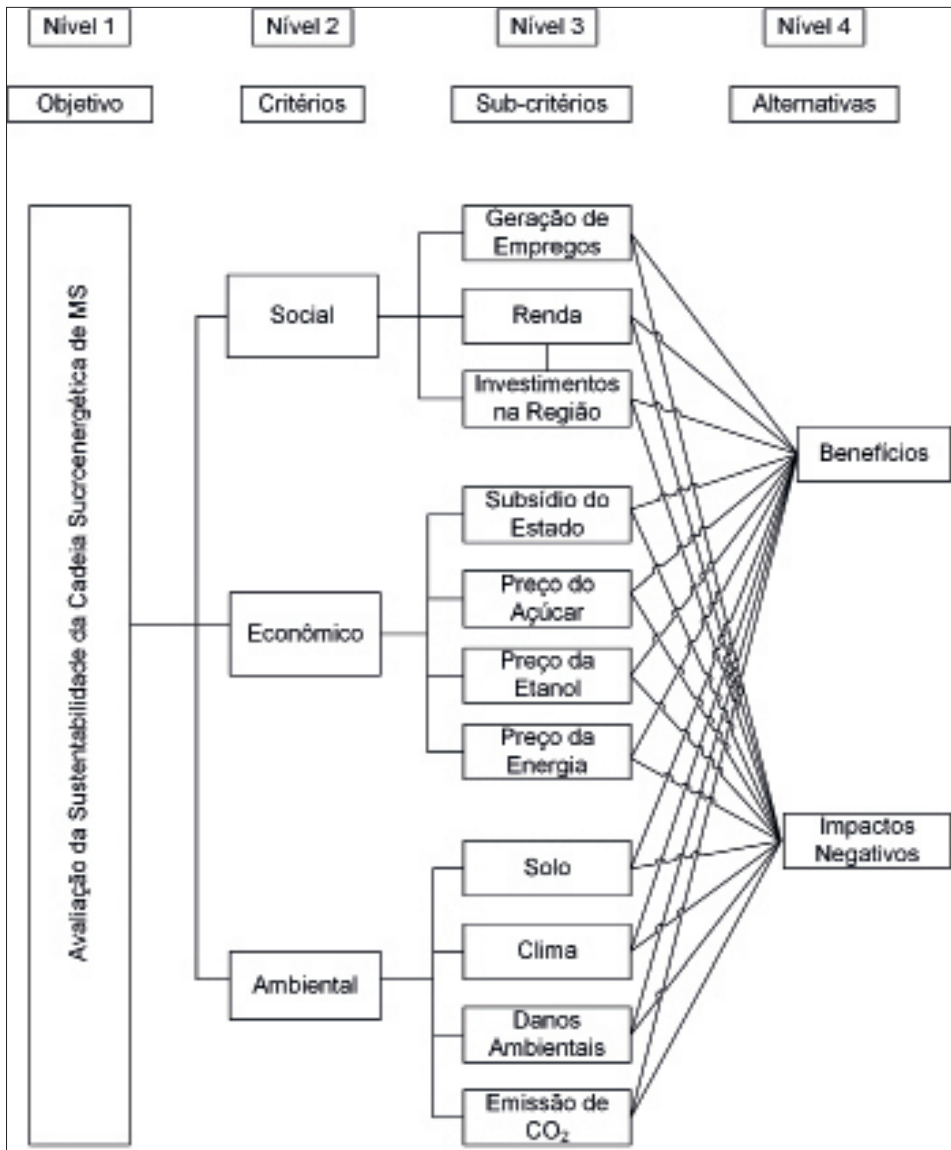 Nível 1
Nível 2
Nível 3
Nível 4
Objetivo
Critérios
Sub-critérios
Alternativas
Avaliação da Sustentabilidade da Cadeia Sucroenergética de MS
Social
Econômico
Ambiental
Geração de
Empregos
Renda
Investimentos
na Região
Subsídio do
Estado
Preço do
Açúcar
Preço da
Etanol
Preço da
Energia
Solo
Clima
Danos
Ambientais
Emissão de
CO₂
Benefícios
Impactos
Negativos